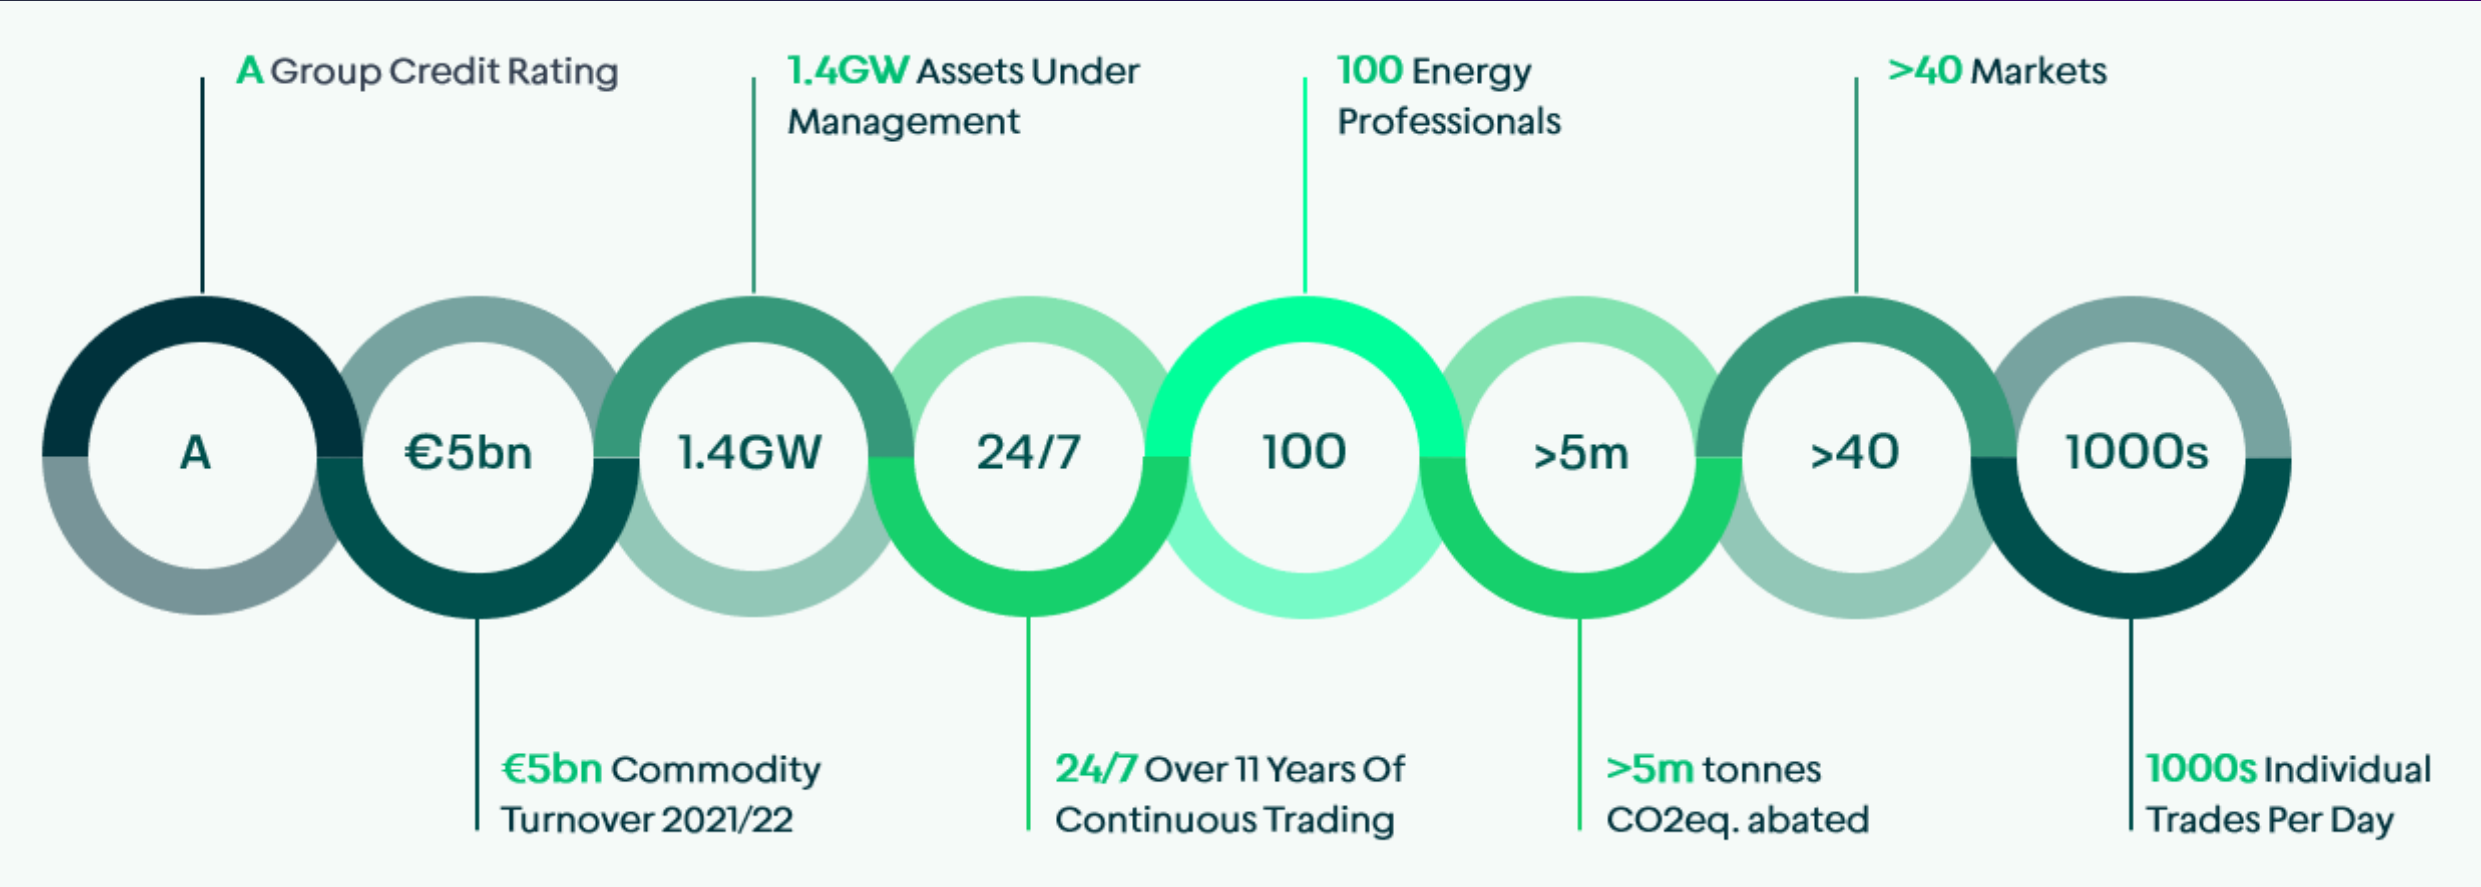 A Group Credit Rating
1.4GW Assets Under
Management
100 Energy
Professionals
>40 Markets
A
€5bn
1.4GW
24/7
100
>5m
>40
1000s
€5bn Commodity
Turnover 2021/22
24/7 Over 11 Years Of
Continuous Trading
>5m tonnes
CO2eq. abated
1000s Individual
Trades Per Day